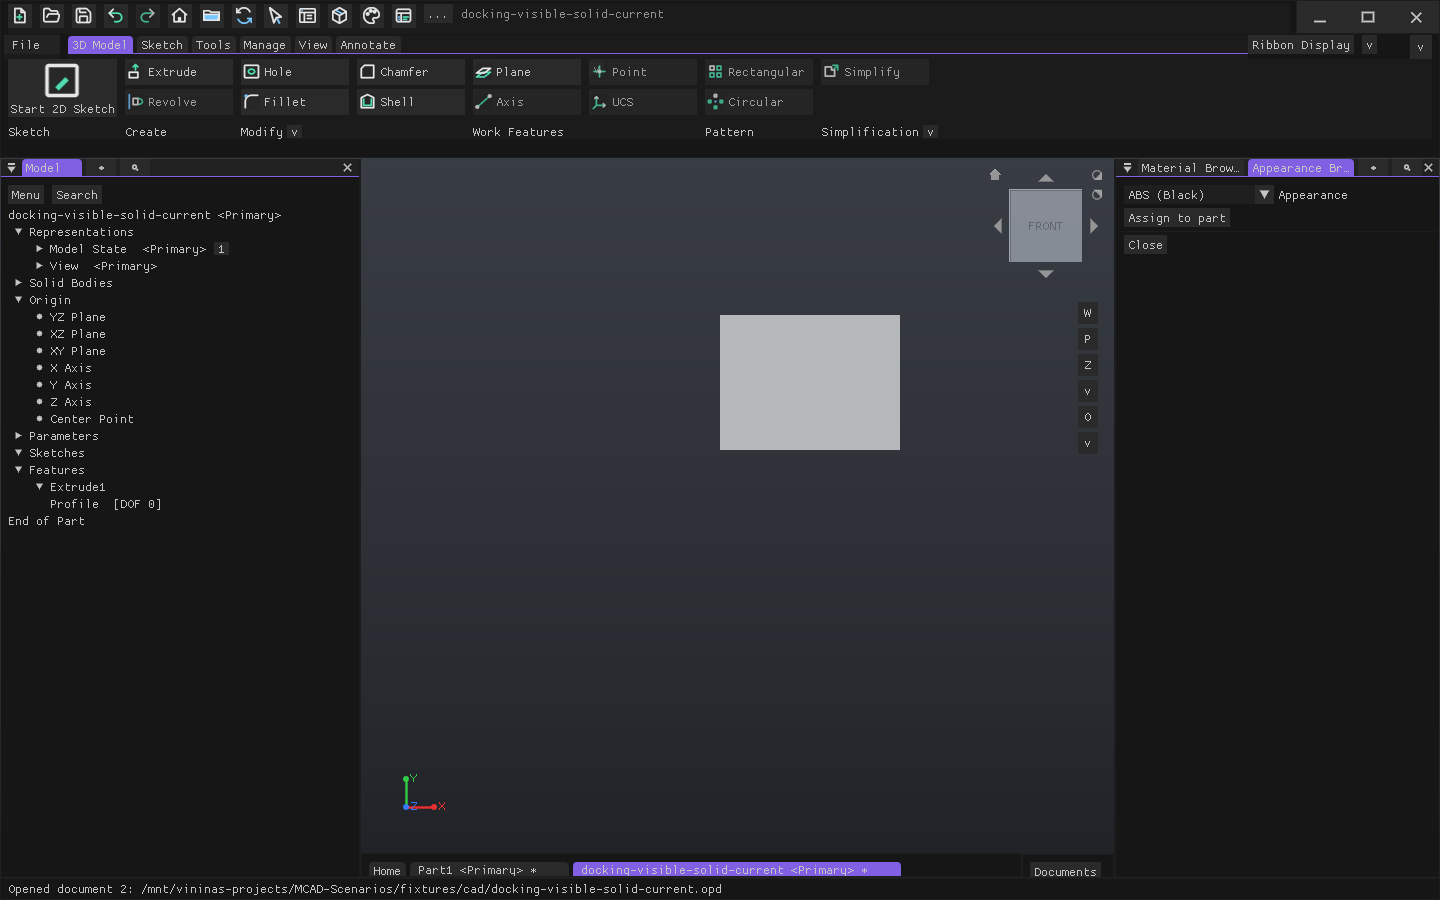 ... docking-visible-solid-current
File 3D Model Sketch Tools Manage View Annotate Ribbon Display v v
Extrude Hole Chamfer Plane Point Rectangular Simplify
Start 2D Sketch Revolve Fillet Shell Axis UCS Circular
Sketch Create Modify v Work Features Pattern Simplification v
Model
Menu Search
docking-visible-solid-current <Primary>
Representations
Model State <Primary> 1
View <Primary>
Solid Bodies
Origin
YZ Plane
XZ Plane
XY Plane
X Axis
Y Axis
Z Axis
Center Point
Parameters
Sketches
Features
Extrude1
Profile [DOF 0]
End of Part
FRONT
W
P
Z
v
O
v
Y
Z X
Material Brow… Appearance Br…
ABS (Black) Appearance
Assign to part
Close
Home Part1 <Primary> * docking-visible-solid-current <Primary> * Documents
Opened document 2: /mnt/vininas-projects/MCAD-Scenarios/fixtures/cad/docking-visible-solid-current.opd